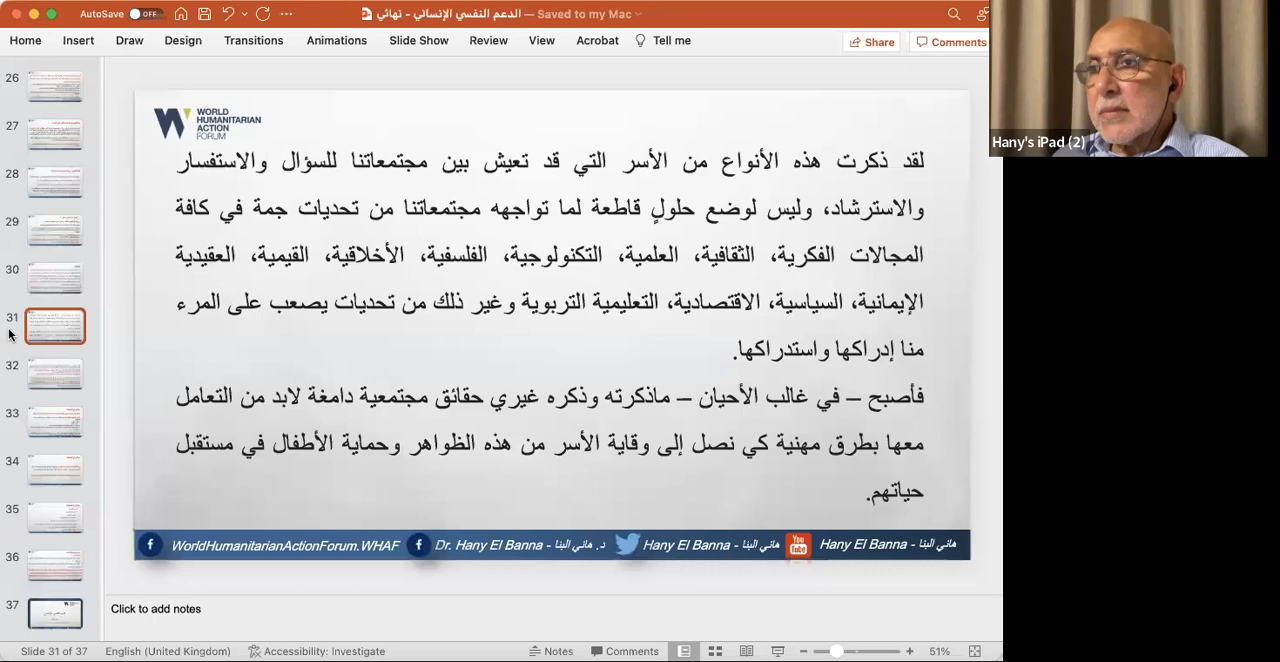 AutoSave OFF
الدعم النفسي الإنساني - نهائي — Saved to my Mac
Home Insert Draw Design Transitions Animations Slide Show Review View Acrobat Tell me
Share Comments
Hany's iPad (2)
26
27
28
29
30
31
32
33
34
35
36
37
WORLD
HUMANITARIAN
ACTION
FORUM
لقد ذكرت هذه الأنواع من الأسر التي قد تعيش بين مجتمعاتنا للسؤال والاستفسار
والاسترشاد، وليس لوضع حلولٍ قاطعة لما تواجهه مجتمعاتنا من تحديات جمة في كافة
المجالات الفكرية، الثقافية، العلمية، التكنولوجية، الفلسفية، الأخلاقية، القيمية، العقيدية
الإيمانية، السياسية، الاقتصادية، التعليمية التربوية وغير ذلك من تحديات يصعب على المرء
منا إدراكها واستدراكها.
فأصبح – في غالب الأحيان – ماذكرته وذكره غيري حقائق مجتمعية دامغة لابد من التعامل
معها بطرق مهنية كي نصل إلى وقاية الأسر من هذه الظواهر وحماية الأطفال في مستقبل
حياتهم.
WorldHumanitarianActionForum.WHAF Dr. Hany El Banna - د. هاني البنا Hany El Banna - هاني البنا You Tube Hany El Banna - هاني البنا
Click to add notes
Slide 31 of 37 English (United Kingdom) Accessibility: Investigate Notes Comments 51%